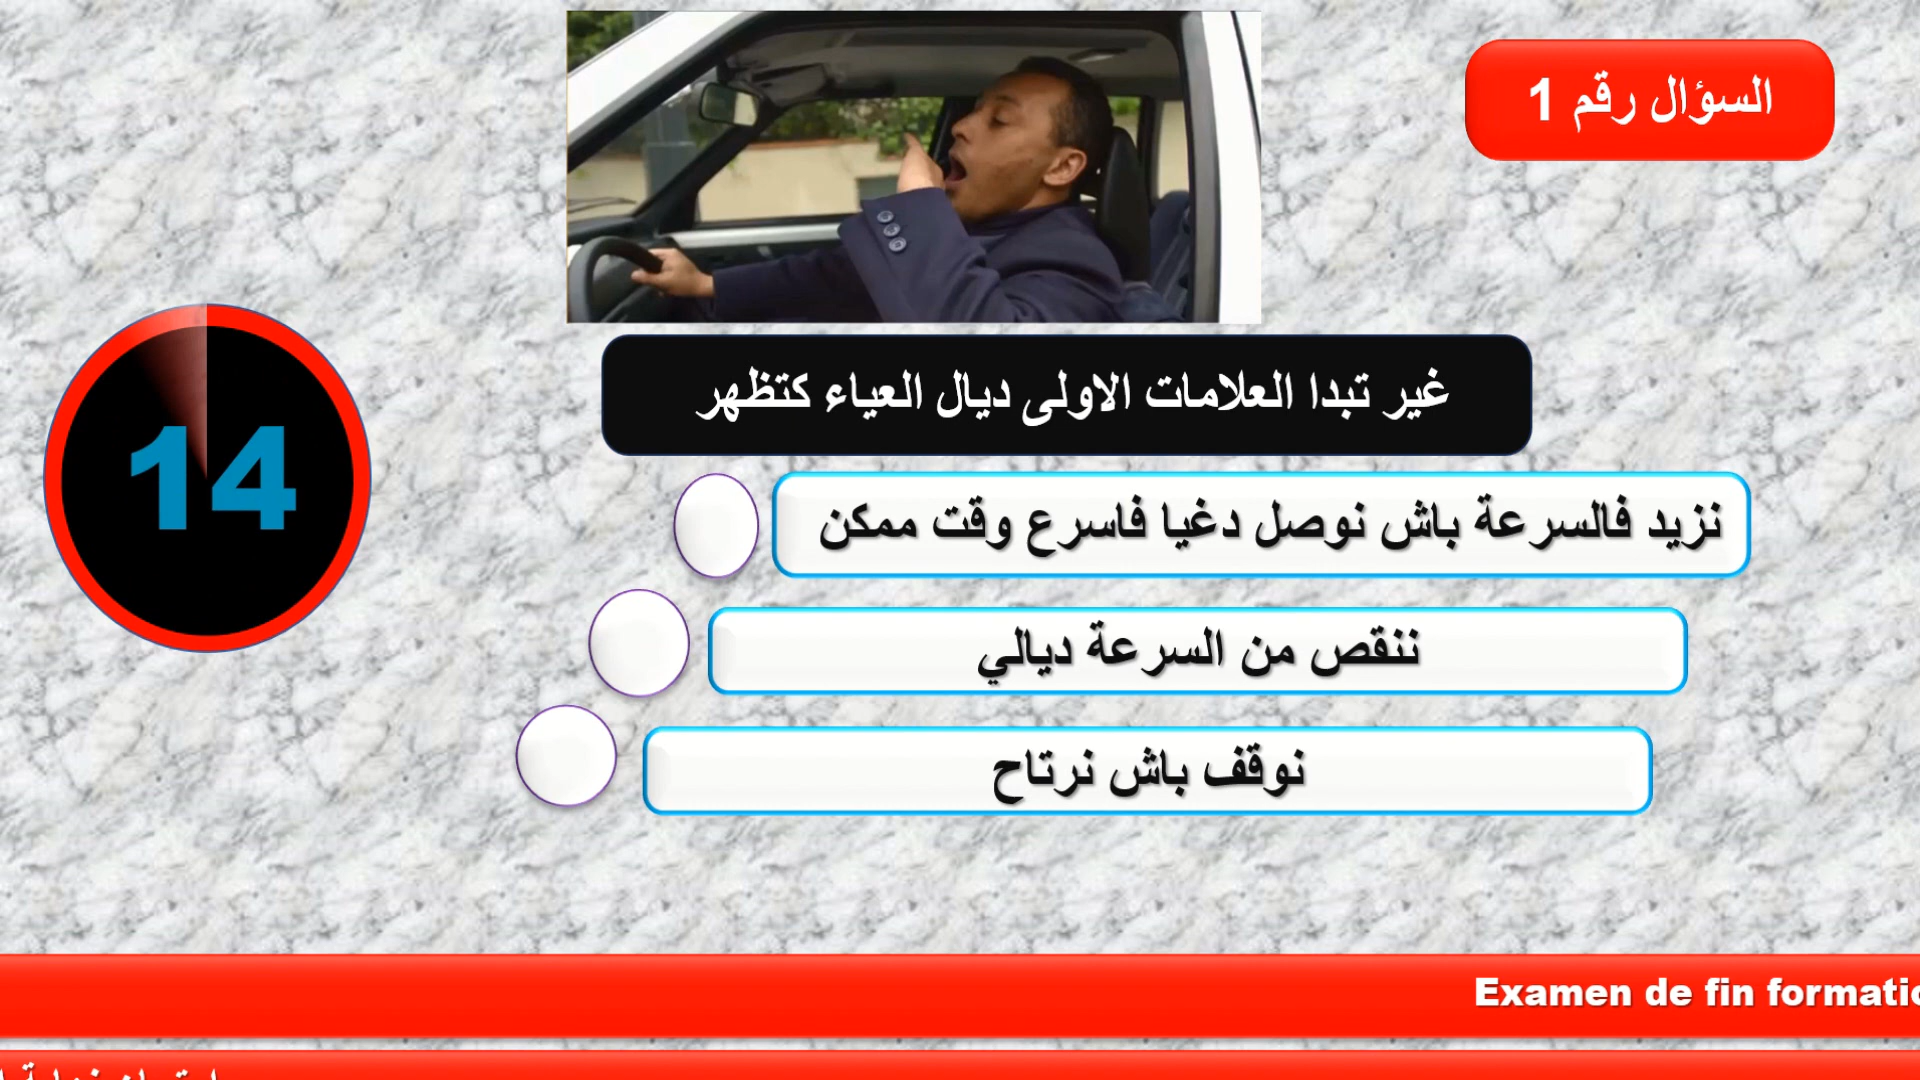 السؤال رقم 1
غير تبدا العلامات الاولى ديال العياء كتظهر
14
نزيد فالسرعة باش نوصل دغيا فاسرع وقت ممكن
ننقص من السرعة ديالي
نوقف باش نرتاح
Examen de fin formatio